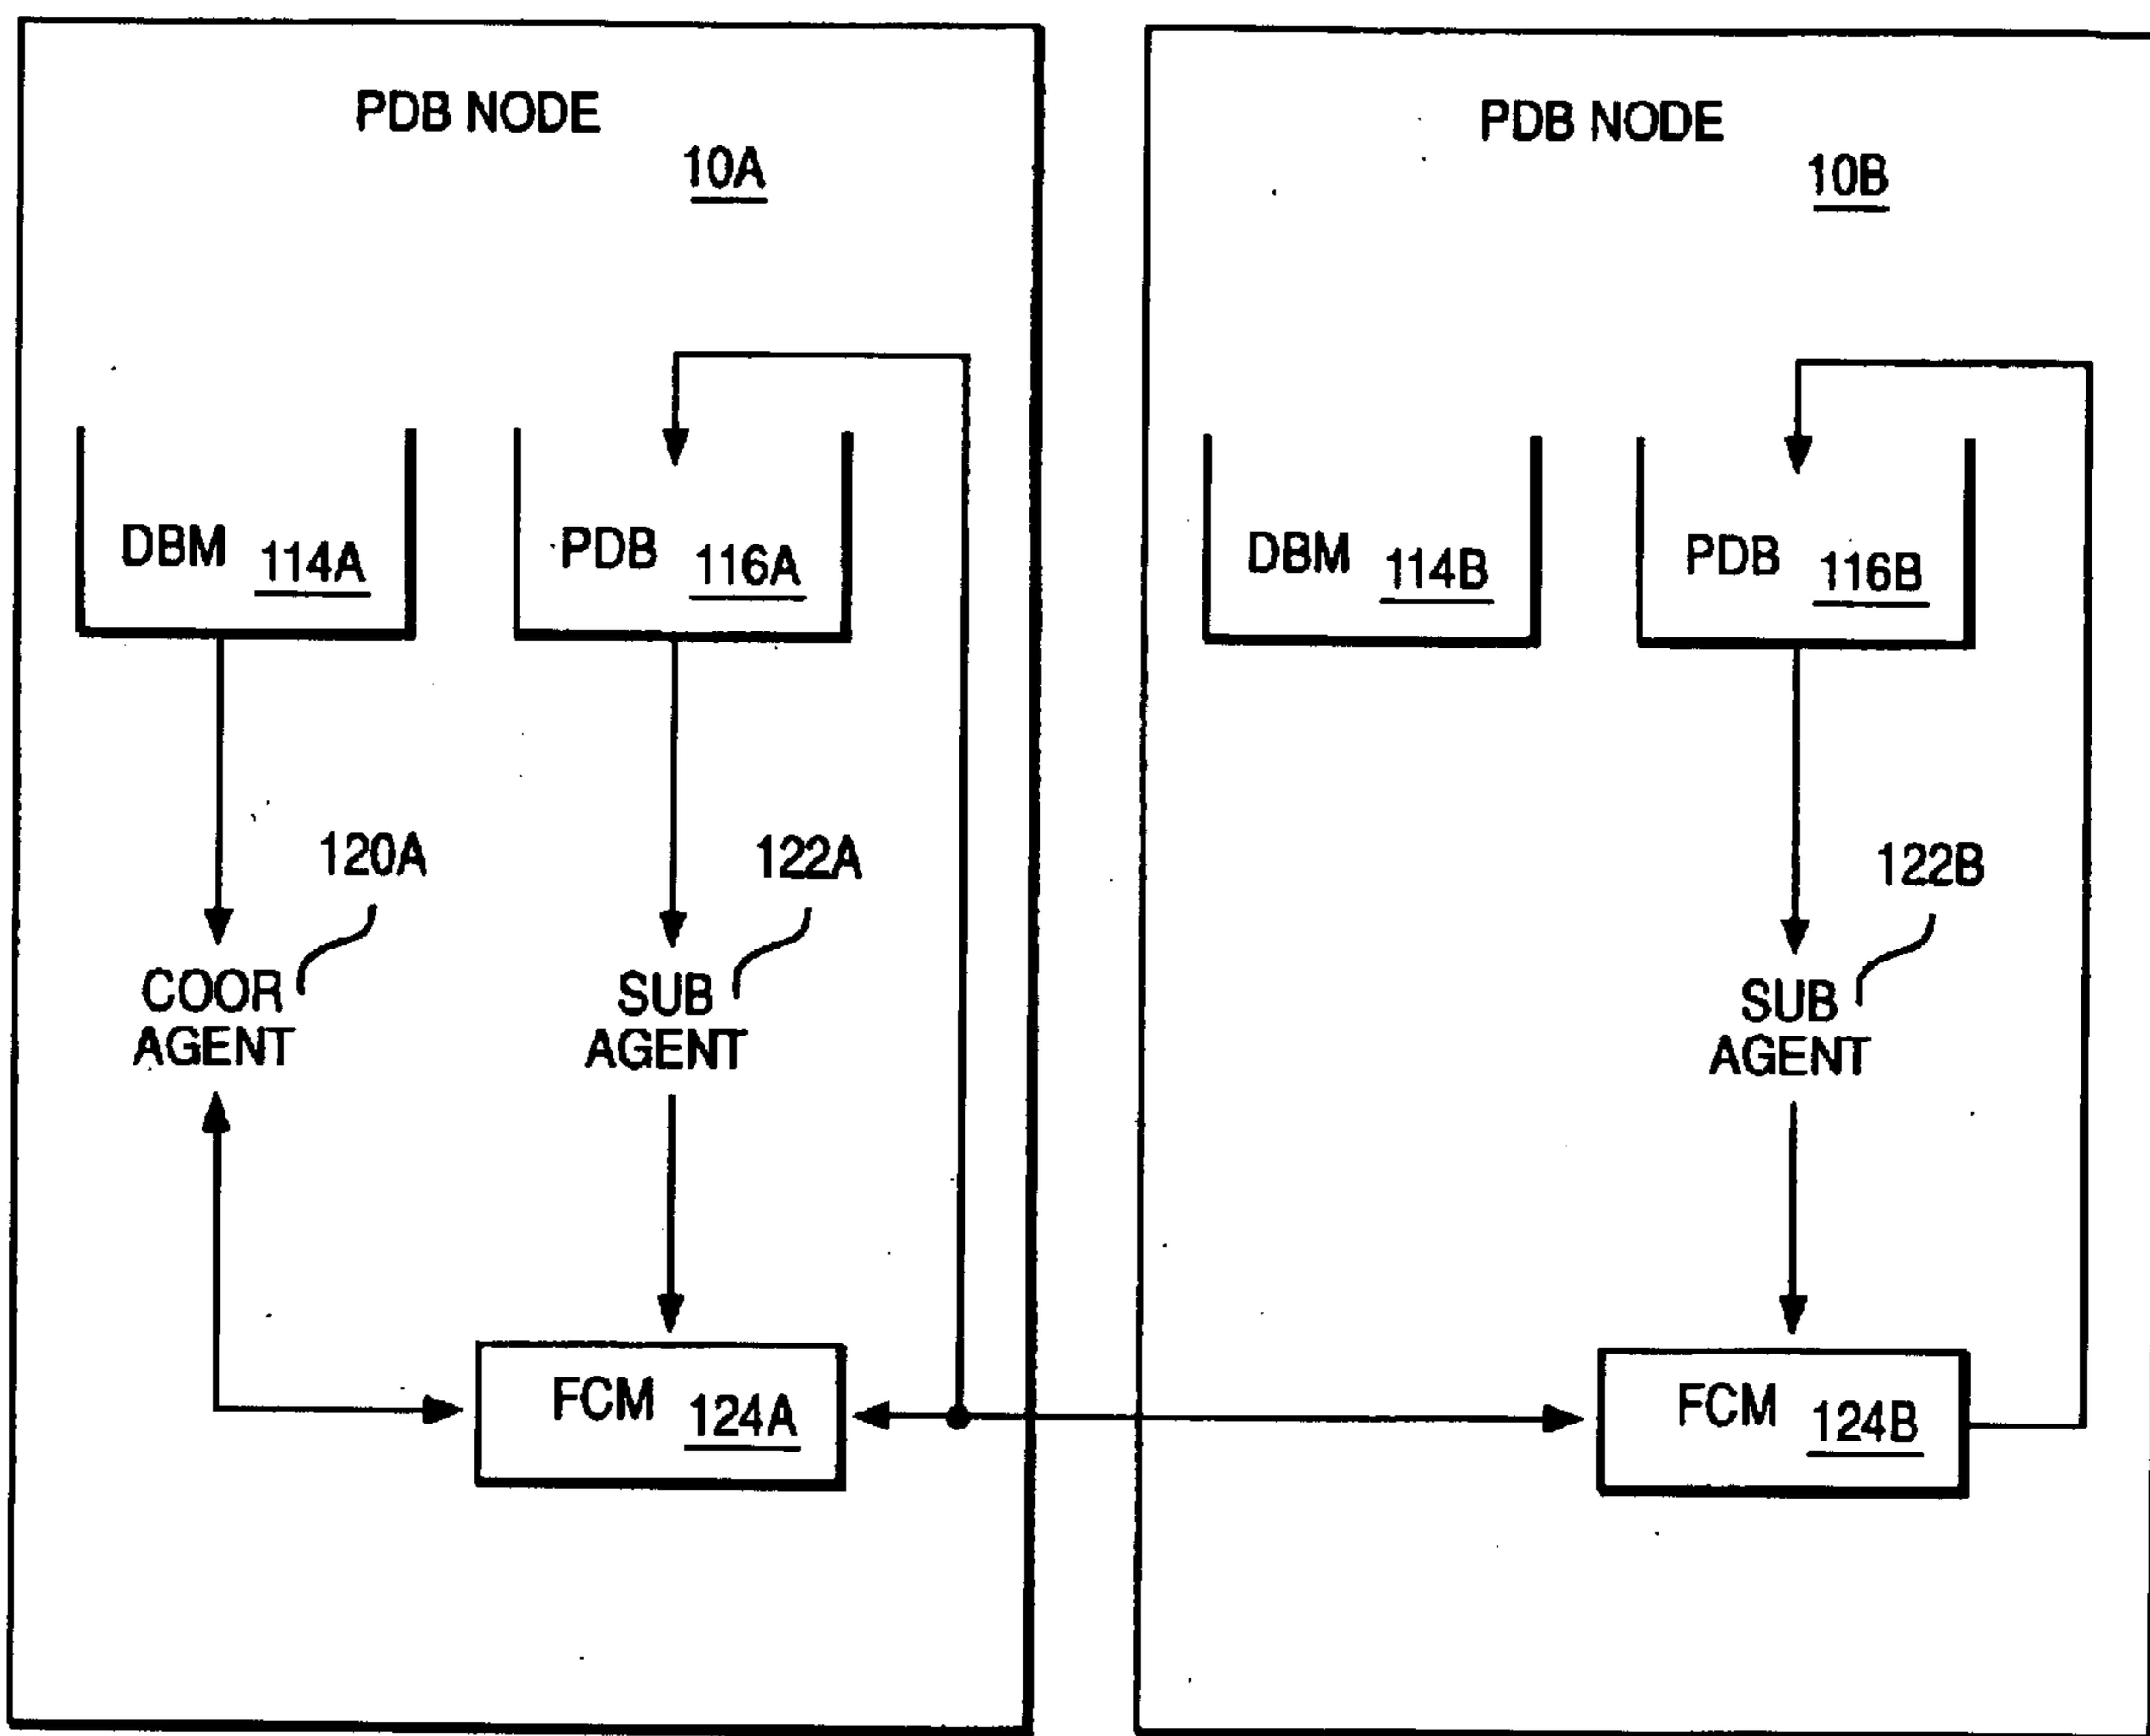 PDB NODE
10A
DBM 114A
PDB 116A
120A
122A
COOR
AGENT
SUB
AGENT
FCM 124A
PDB NODE
10B
DBM 114B
PDB 116B
122B
SUB
AGENT
FCM 124B